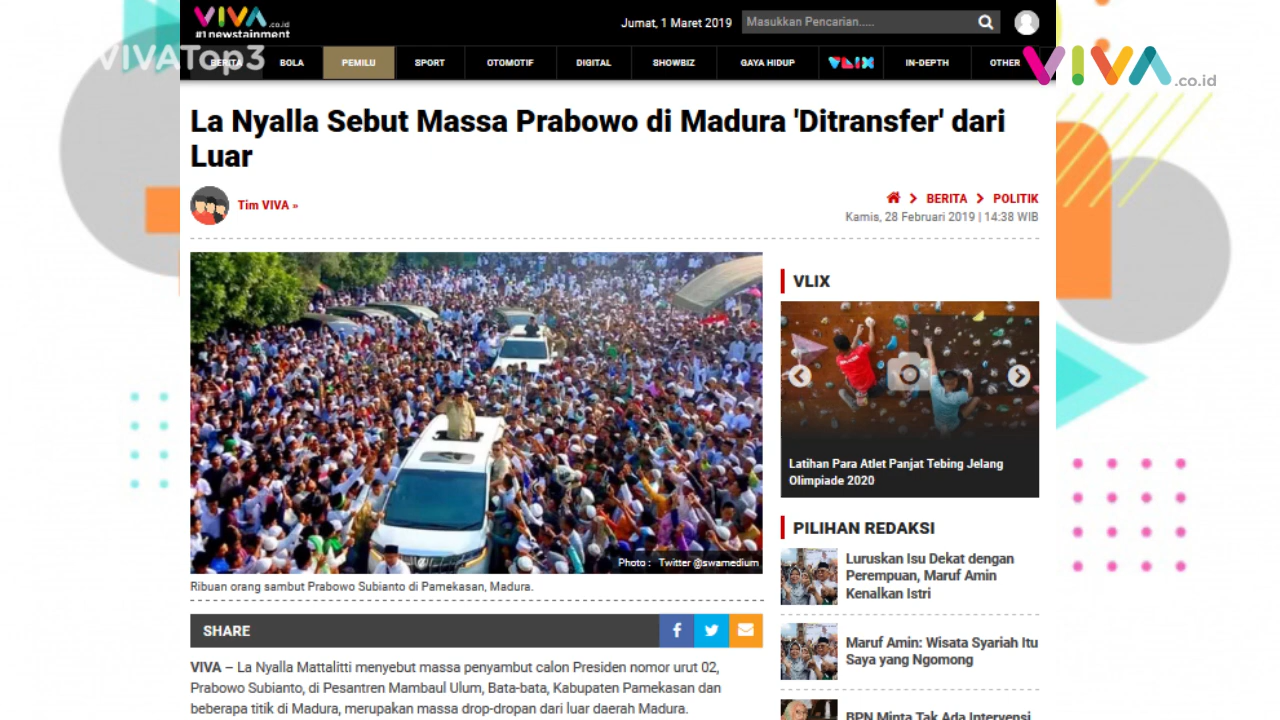 VIVA.co.id
#1newstainment
Jumat, 1 Maret 2019
Masukkan Pencarian.....
VIVATop3
BERITA
BOLA
PEMILU
SPORT
OTOMOTIF
DIGITAL
SHOWBIZ
GAYA HIDUP
VLIX
IN-DEPTH
OTHER
VIVA.co.id
La Nyalla Sebut Massa Prabowo di Madura 'Ditransfer' dari
Luar
Tim VIVA »
BERITA
POLITIK
Kamis, 28 Februari 2019 | 14:38 WIB
Photo : Twitter @swamedium
Ribuan orang sambut Prabowo Subianto di Pamekasan, Madura.
SHARE
VIVA – La Nyalla Mattalitti menyebut massa penyambut calon Presiden nomor urut 02,
Prabowo Subianto, di Pesantren Mambaul Ulum, Bata-bata, Kabupaten Pamekasan dan
beberapa titik di Madura, merupakan massa drop-dropan dari luar daerah Madura.
VLIX
Latihan Para Atlet Panjat Tebing Jelang
Olimpiade 2020
PILIHAN REDAKSI
Luruskan Isu Dekat dengan
Perempuan, Maruf Amin
Kenalkan Istri
Maruf Amin: Wisata Syariah Itu
Saya yang Ngomong
BPN Minta Tak Ada Intervensi